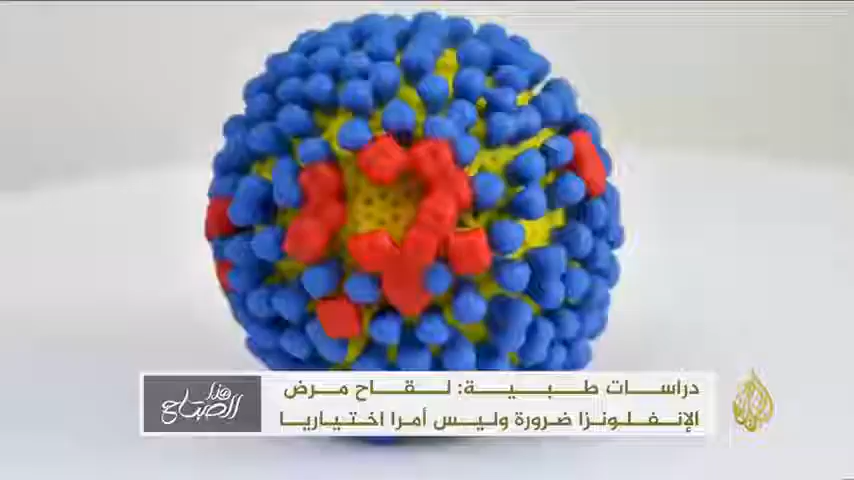 دراسات طبية: لقاح مرض
الإنفلونزا ضرورة وليس أمرا اختياريا
هذا
الصباح